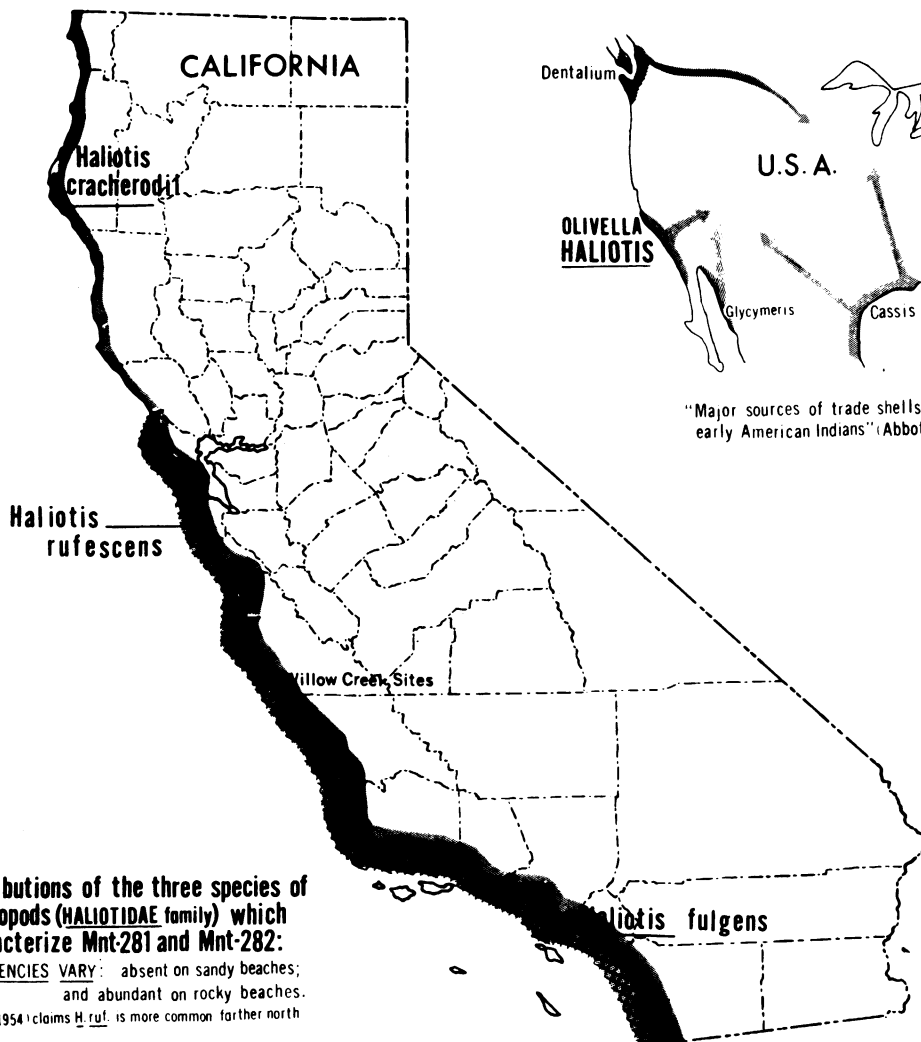 CALIFORNIA
Haliotis
cracherodii
Haliotis
rufescens
Willow Creek Sites
Haliotis fulgens
Dentalium
U.S.A.
OLIVELLA
HALIOTIS
Glycymeris
Cassis
"Major sources of trade shells
early American Indians" (Abbot
butions of the three species of
opods (HALIOTIDAE family) which
acterize Mnt-281 and Mnt-282:
ENCIES VARY: absent on sandy beaches;
and abundant on rocky beaches.
1954) claims H. ruf. is more common farther north